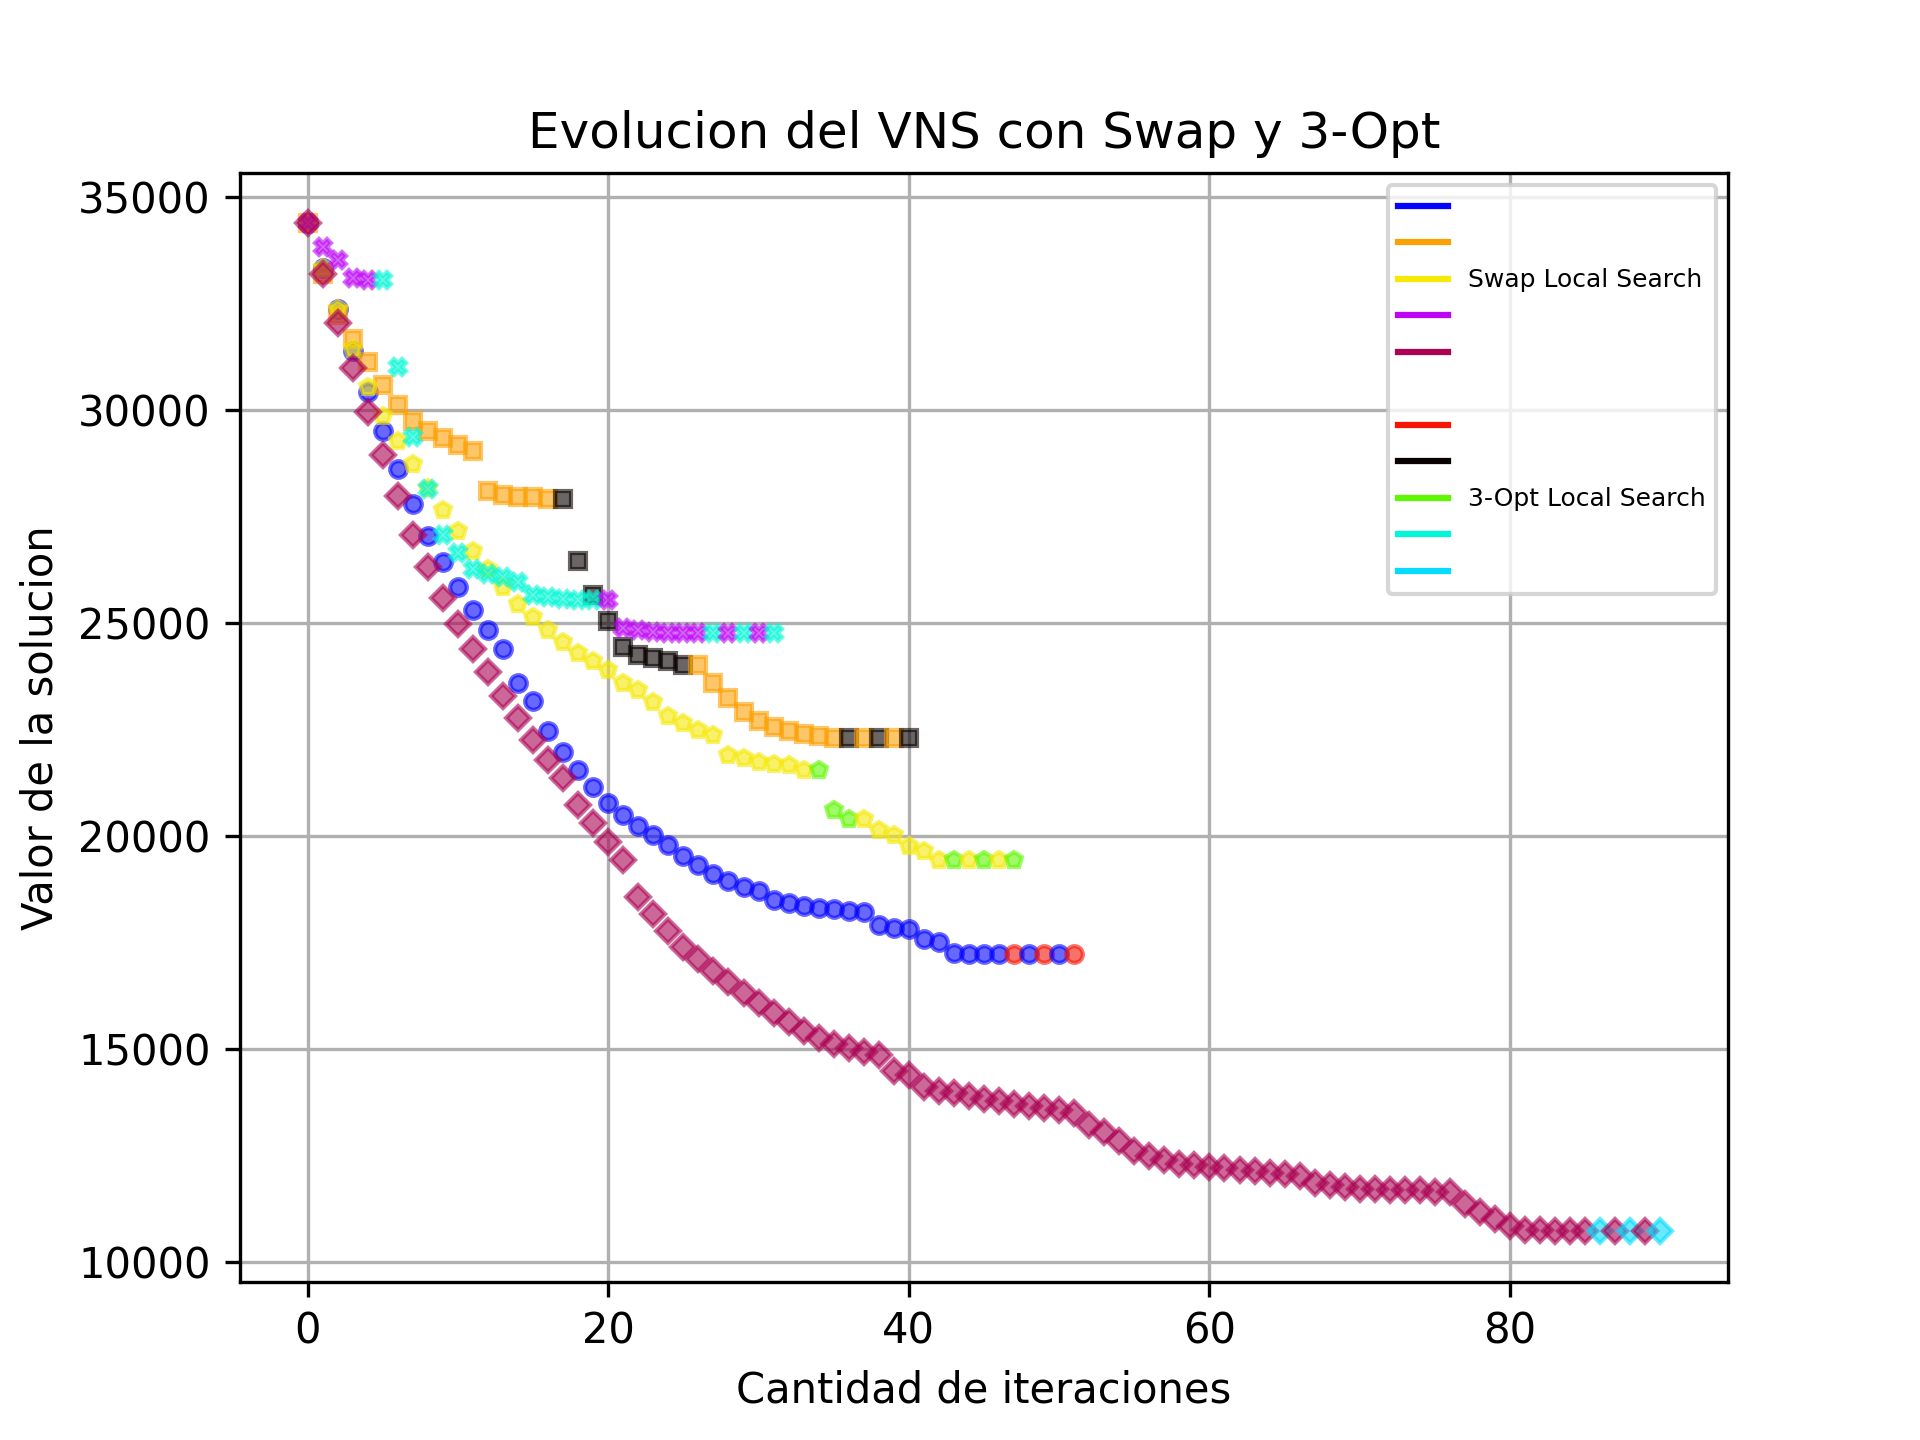 Evolucion del VNS con Swap y 3-Opt
35000
30000
25000
20000
15000
10000
Valor de la solucion
Swap Local Search
3-Opt Local Search
0 20 40 60 80
Cantidad de iteraciones